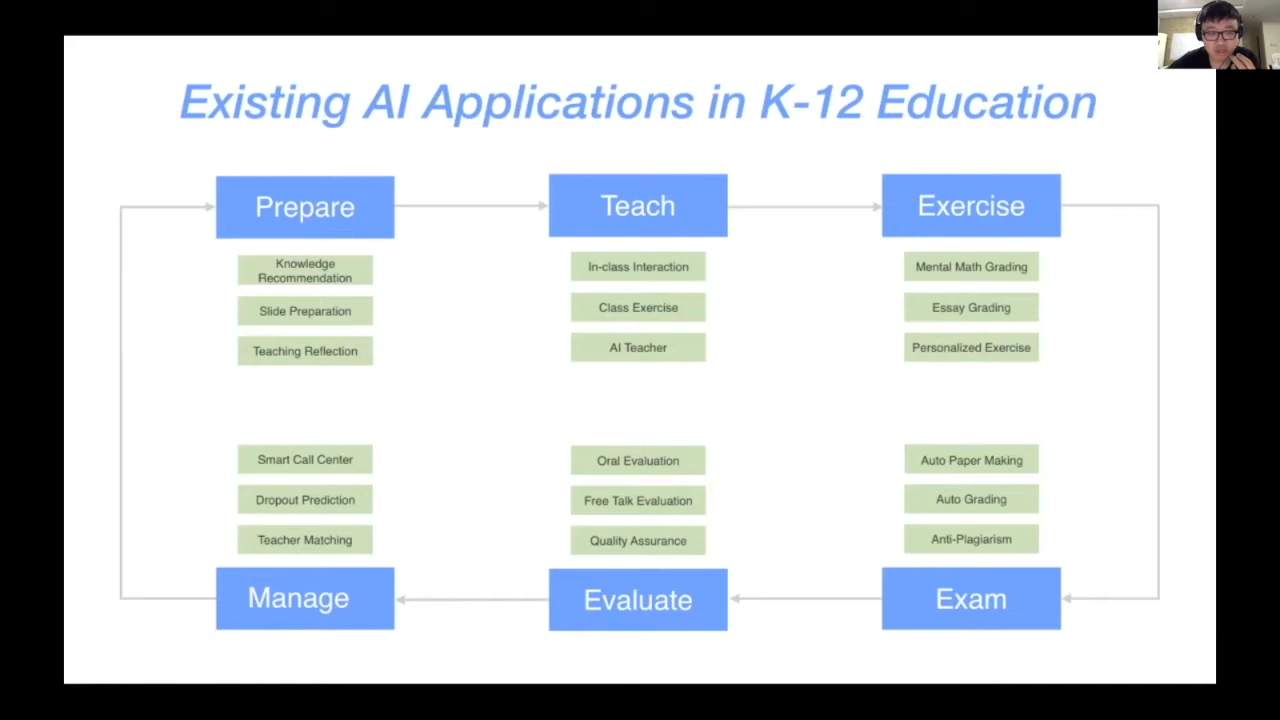 Existing AI Applications in K-12 Education
Prepare
Teach
Exercise
Knowledge
Recommendation
Slide Preparation
Teaching Reflection
In-class Interaction
Class Exercise
AI Teacher
Mental Math Grading
Essay Grading
Personalized Exercise
Smart Call Center
Dropout Prediction
Teacher Matching
Oral Evaluation
Free Talk Evaluation
Quality Assurance
Auto Paper Making
Auto Grading
Anti-Plagiarism
Manage
Evaluate
Exam